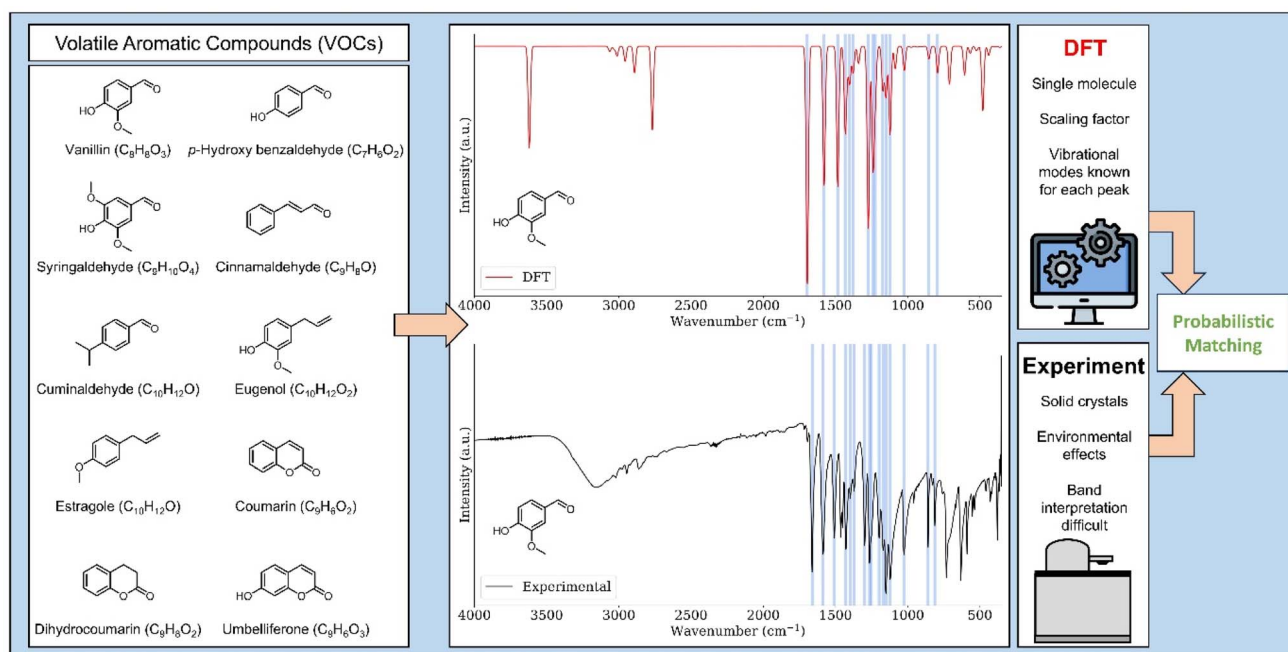 Volatile Aromatic Compounds (VOCs)
HO
O
O
Vanillin (C₈H₈O₃)
HO
O
p-Hydroxy benzaldehyde (C₇H₆O₂)
O
HO
O
O
Syringaldehyde (C₉H₁₀O₄)
O
Cinnamaldehyde (C₉H₈O)
O
Cuminaldehyde (C₁₀H₁₂O)
HO
O
Eugenol (C₁₀H₁₂O₂)
O
Estragole (C₁₀H₁₂O)
O
O
Coumarin (C₉H₆O₂)
O
O
Dihydrocoumarin (C₉H₈O₂)
HO
O
O
Umbelliferone (C₉H₆O₃)
Intensity (a.u.)
HO
O
O
DFT
4000 3500 3000 2500 2000 1500 1000 500
Wavenumber (cm⁻¹)
Intensity (a.u.)
HO
O
O
Experimental
4000 3500 3000 2500 2000 1500 1000 500
Wavenumber (cm⁻¹)
DFT
Single molecule
Scaling factor
Vibrational
modes known
for each peak
Experiment
Solid crystals
Environmental
effects
Band
interpretation
difficult
Probabilistic
Matching